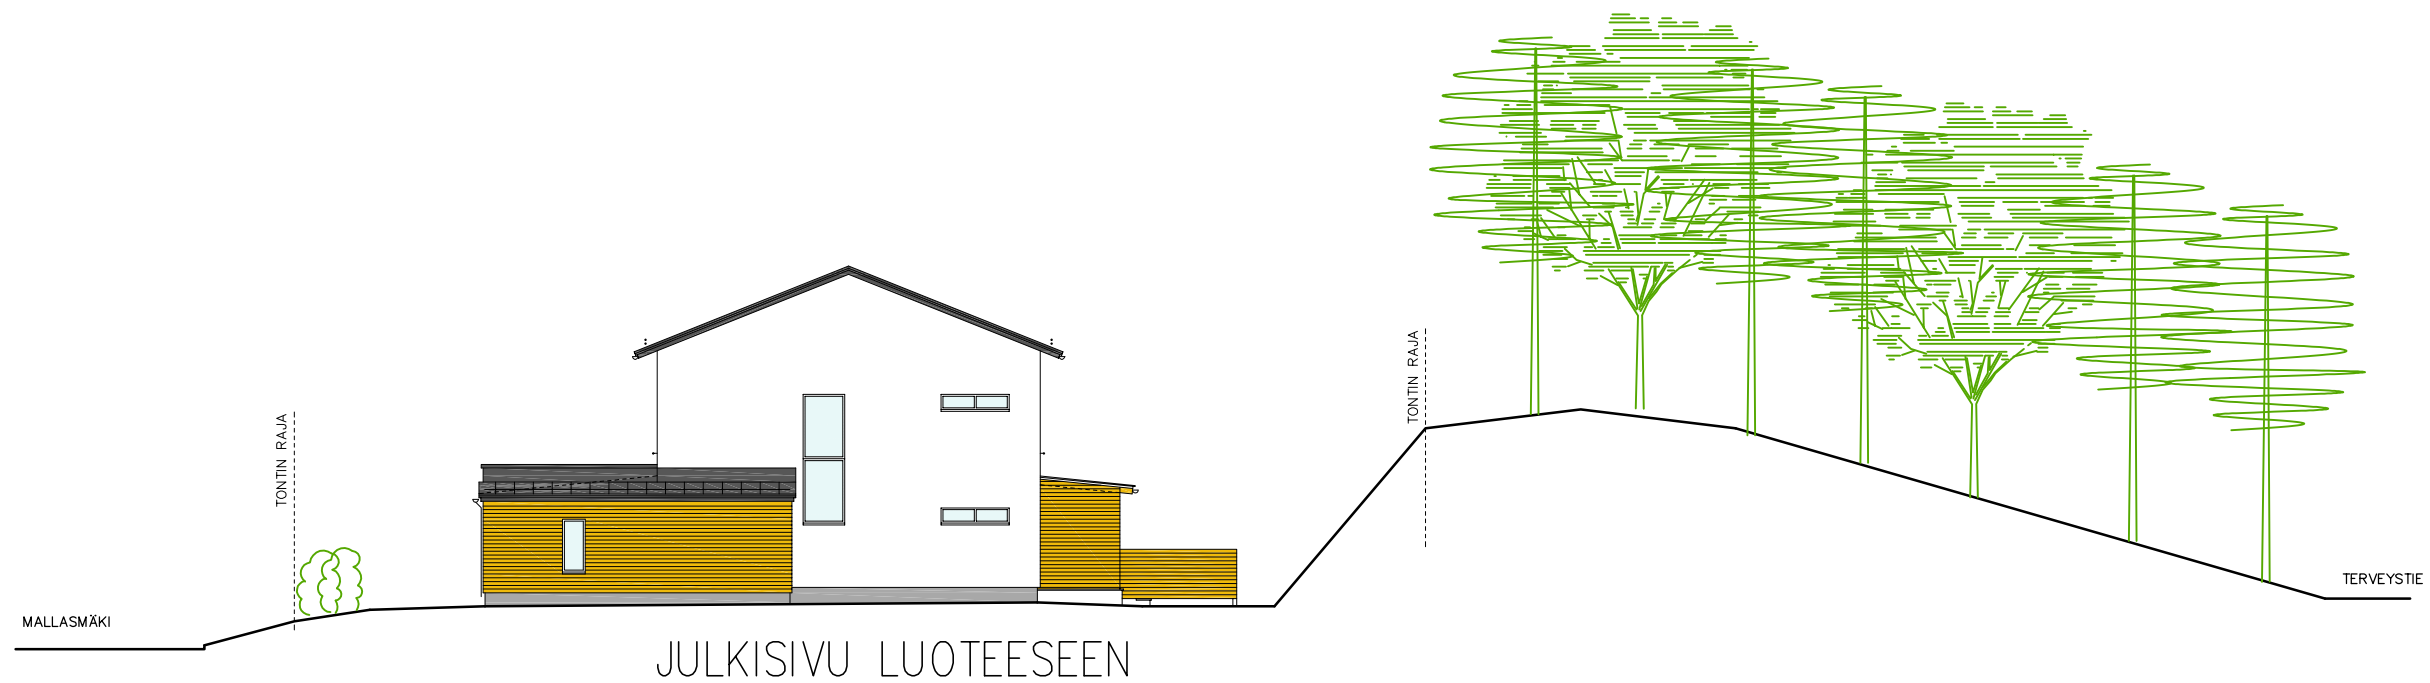 TONTIN RAJA
TONTIN RAJA
TERVEYSTIE
MALLASMÄKI
JULKISIVU LUOTEESEEN